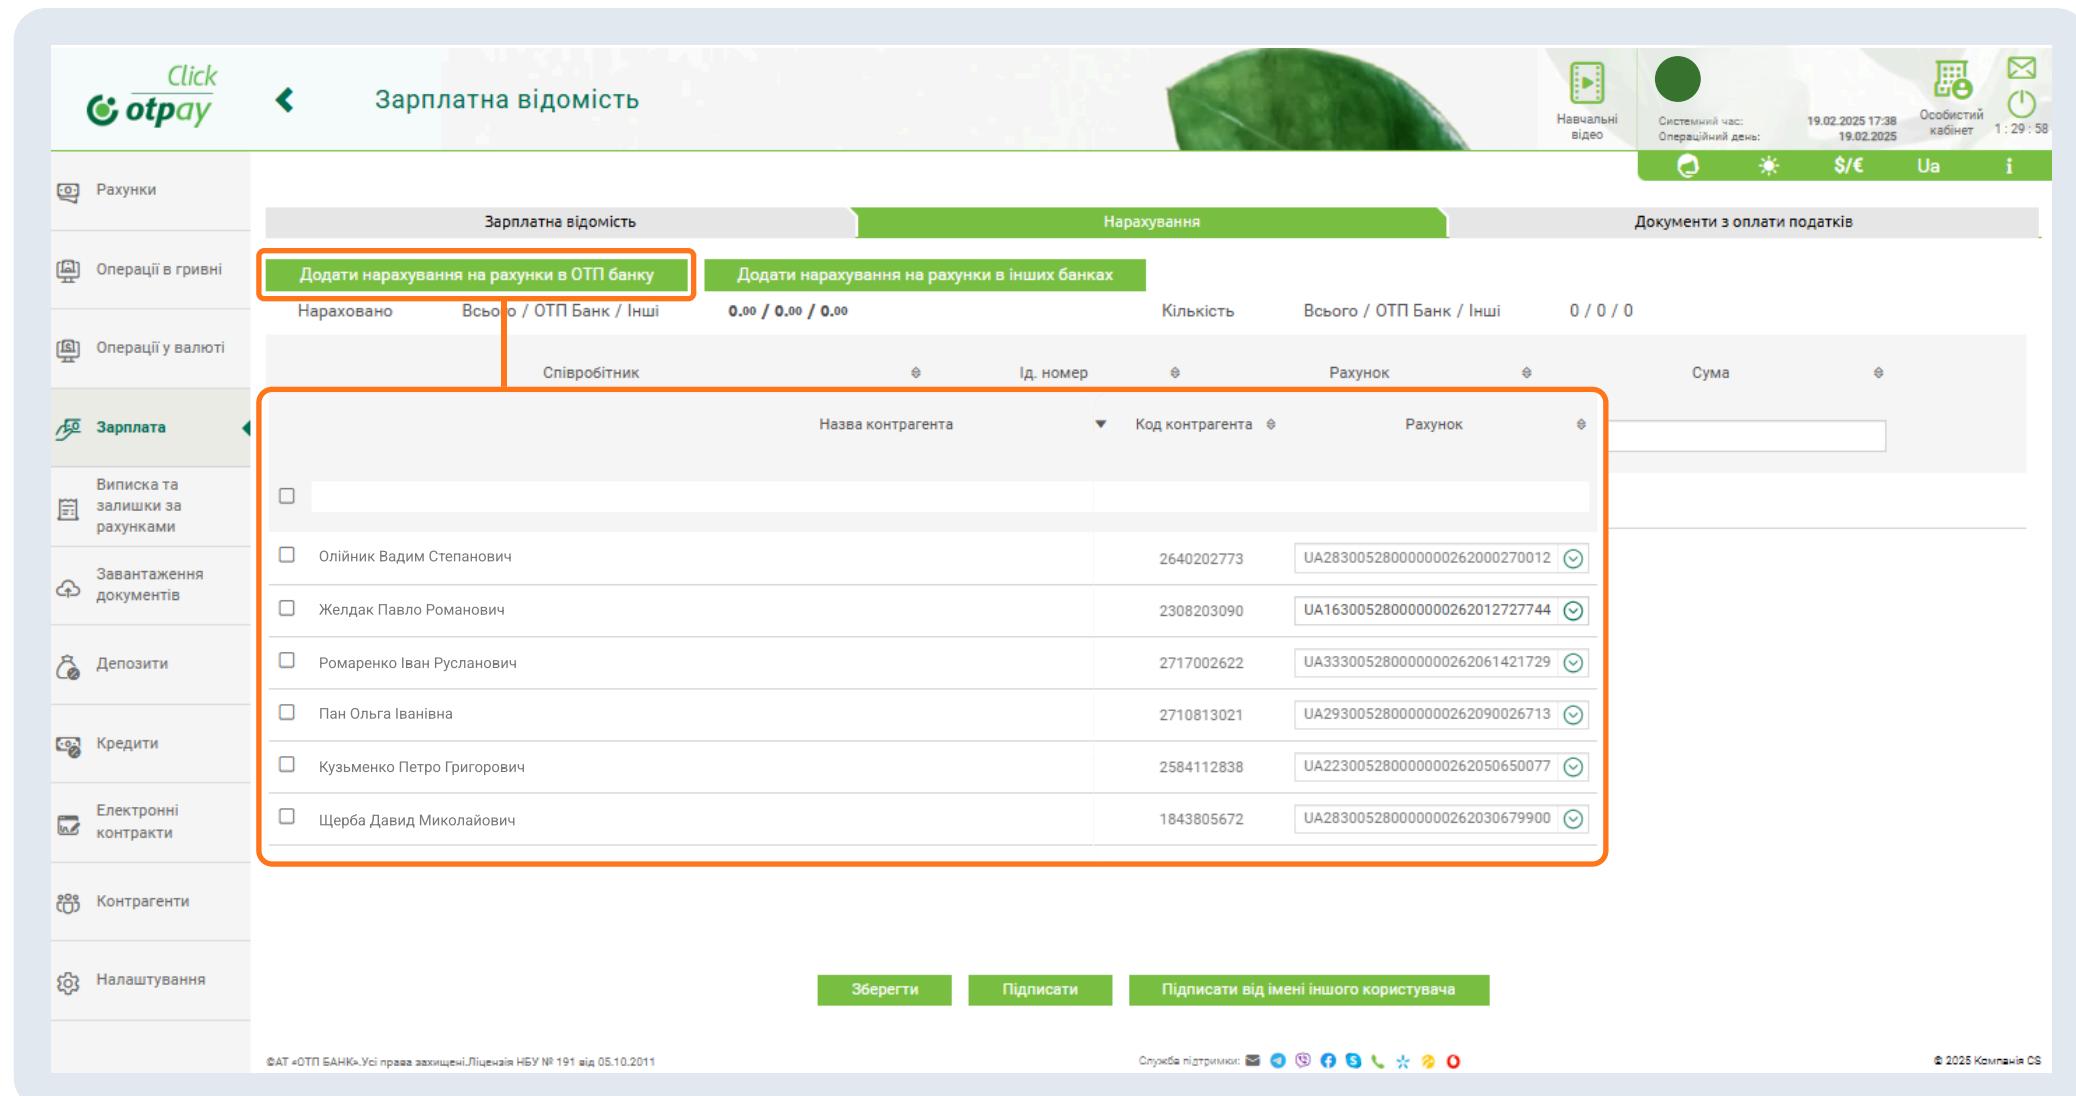 Click
otpay
Зарплатна відомість
Навчальні
відео
Системний час:
19.02.2025 17:38
Операційний день:
19.02.2025
Особистий
кабінет
1 : 29 : 58
$/€
Ua
i
Рахунки
Операції в гривні
Операції у валюті
Зарплата
Виписка та
залишки за
рахунками
Завантаження
документів
Депозити
Кредити
Електронні
контракти
Контрагенти
Налаштування
Зарплатна відомість
Нарахування
Документи з оплати податків
Додати нарахування на рахунки в ОТП банку
Додати нарахування на рахунки в інших банках
Нараховано Всього / ОТП Банк / Інші 0.00 / 0.00 / 0.00 Кількість Всього / ОТП Банк / Інші 0 / 0 / 0
Співробітник Ід. номер Рахунок Сума
Назва контрагента Код контрагента Рахунок
Олійник Вадим Степанович 2640202773 UA283005280000000262000270012
Желдак Павло Романович 2308203090 UA163005280000000262012727744
Ромаренко Іван Русланович 2717002622 UA333005280000000262061421729
Пан Ольга Іванівна 2710813021 UA293005280000000262090026713
Кузьменко Петро Григорович 2584112838 UA223005280000000262050650077
Щерба Давид Миколайович 1843805672 UA283005280000000262030679900
Зберегти
Підписати
Підписати від імені іншого користувача
©АТ «ОТП БАНК».Усі права захищені.Ліцензія НБУ № 191 від 05.10.2011
Служба підтримки:
© 2025 Компанія CS